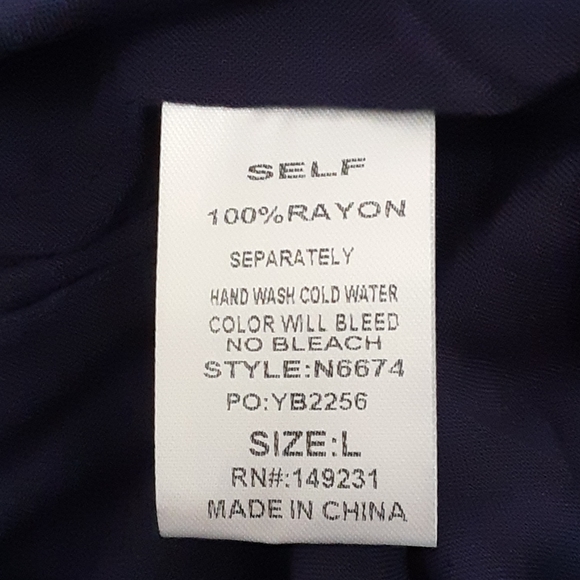 SELF
100%RAYON
SEPARATELY
HAND WASH COLD WATER
COLOR WILL BLEED
NO BLEACH
STYLE:N6674
PO:YB2256
SIZE:L
RN#:149231
MADE IN CHINA